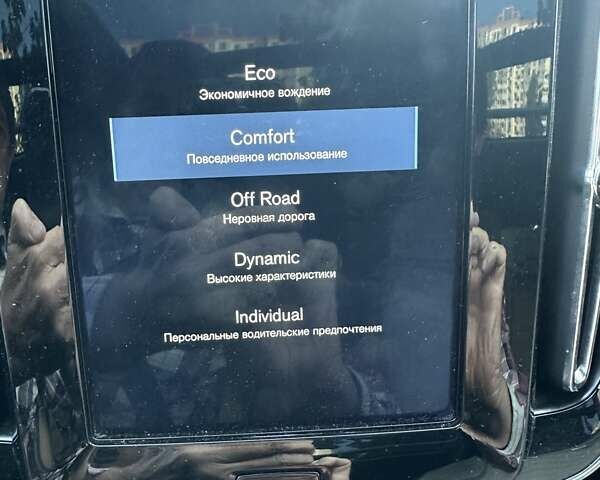 Eco
Экономичное вождение
Comfort
Повседневное использование
Off Road
Неровная дорога
Dynamic
Высокие характеристики
Individual
Персональные водительские предпочтения